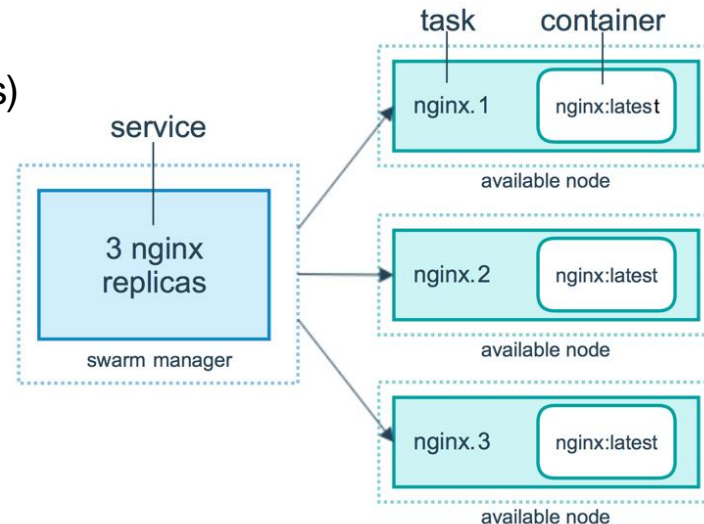 s)
service
3 nginx
replicas
swarm manager
task
container
nginx.1
nginx:latest
available node
nginx.2
nginx:latest
available node
nginx.3
nginx:latest
available node